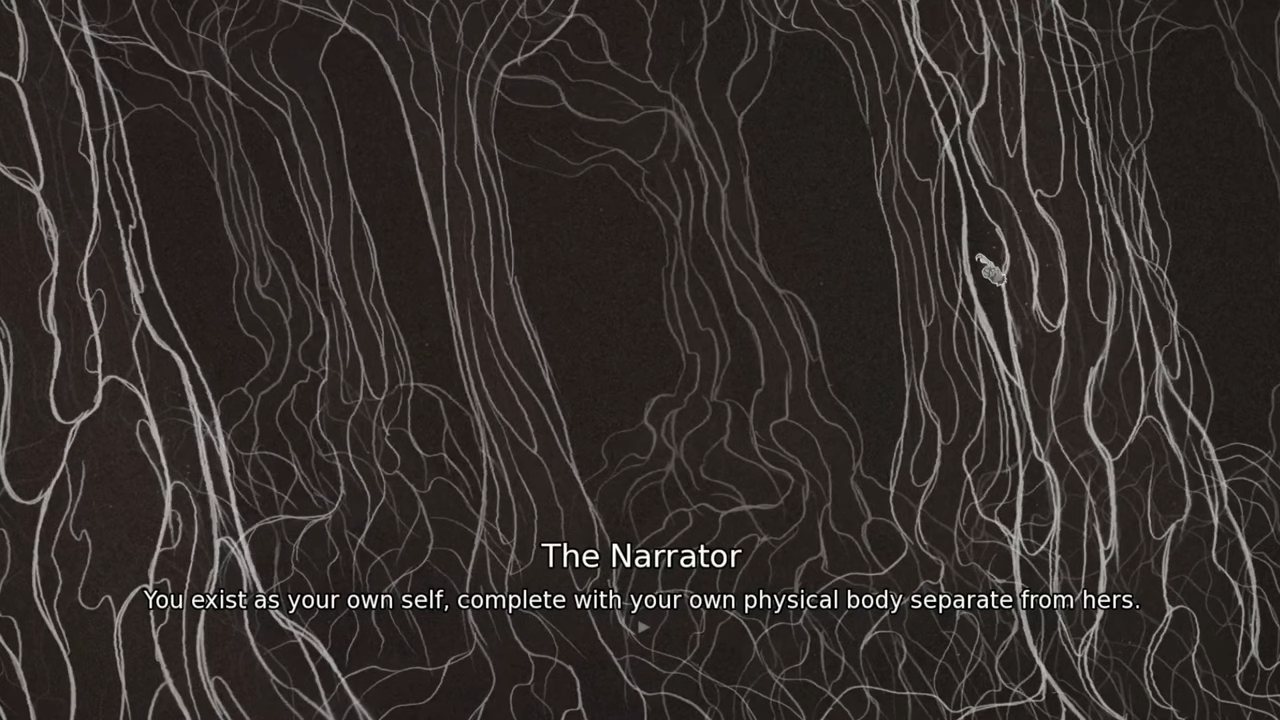 The Narrator
You exist as your own self, complete with your own physical body separate from hers.